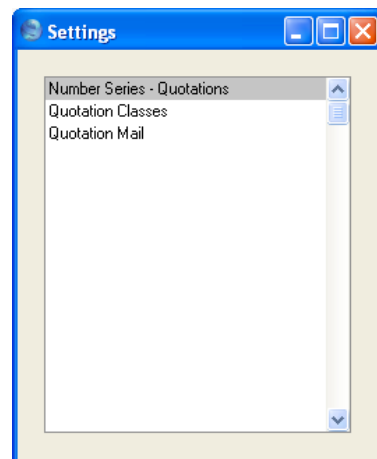 Settings
Number Series - Quotations
Quotation Classes
Quotation Mail